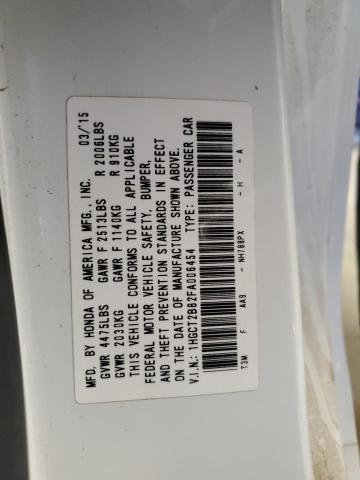 MFD. BY HONDA OF AMERICA MFG., INC. 03/'15
GVWR 4475LBS GAWR F 2513LBS R 2006LBS
GVWR 2030KG GAWR F 1140KG R 910KG
THIS VEHICLE CONFORMS TO ALL APPLICABLE
FEDERAL MOTOR VEHICLE SAFETY, BUMPER,
AND THEFT PREVENTION STANDARDS IN EFFECT
ON THE DATE OF MANUFACTURE SHOWN ABOVE.
V.I.N.: 1HGCT2B82FA006454 TYPE: PASSENGER CAR
T3M F AA9 - NH788PX - H - A